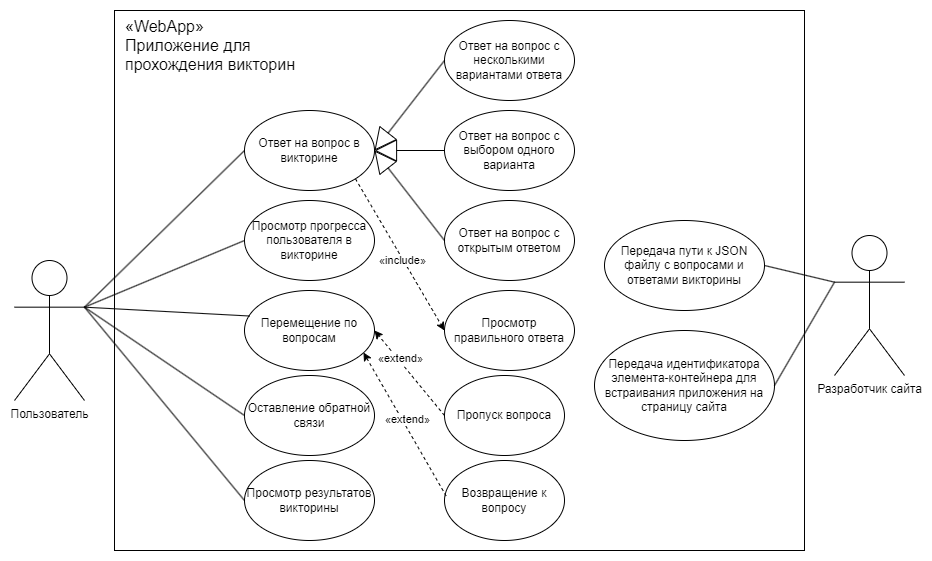 «WebApp»
Приложение для
прохождения викторин
Ответ на вопрос с
несколькими
вариантами ответа
Ответ на вопрос в
викторине
Ответ на вопрос с
выбором одного
варианта
Просмотр прогресса
пользователя в
викторине
Ответ на вопрос с
открытым ответом
«include»
Передача пути к JSON
файлу с вопросами и
ответами викторины
Перемещение по
вопросам
Просмотр
правильного ответа
«extend»
Передача идентификатора
элемента-контейнера для
встраивания приложения на
страницу сайта
Пользователь
Разработчик сайта
Оставление обратной
связи
«extend»
Пропуск вопроса
Просмотр результатов
викторины
Возвращение к
вопросу